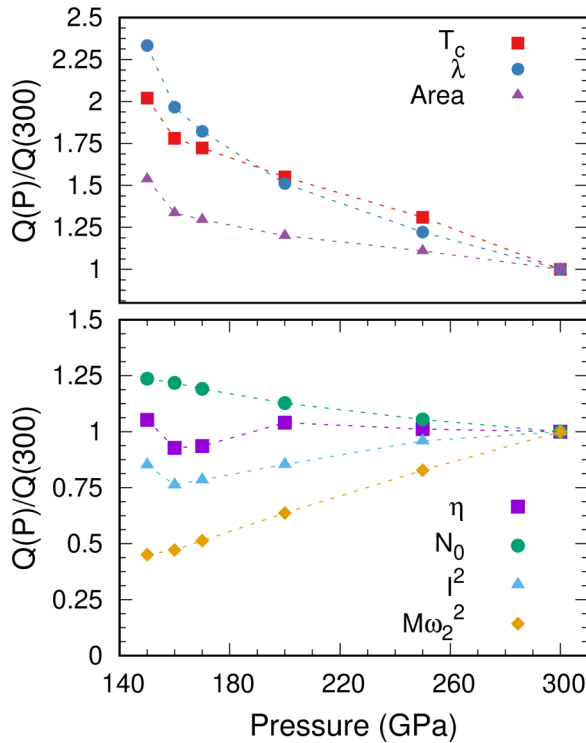 2.5
2.25
2
1.75
1.5
1.25
1
Q(P)/Q(300)
T_c
λ
Area
1.5
1.25
1
0.75
0.5
0.25
0
Q(P)/Q(300)
η
N_0
I^2
Mω_2^2
140 180 220 260 300
Pressure (GPa)